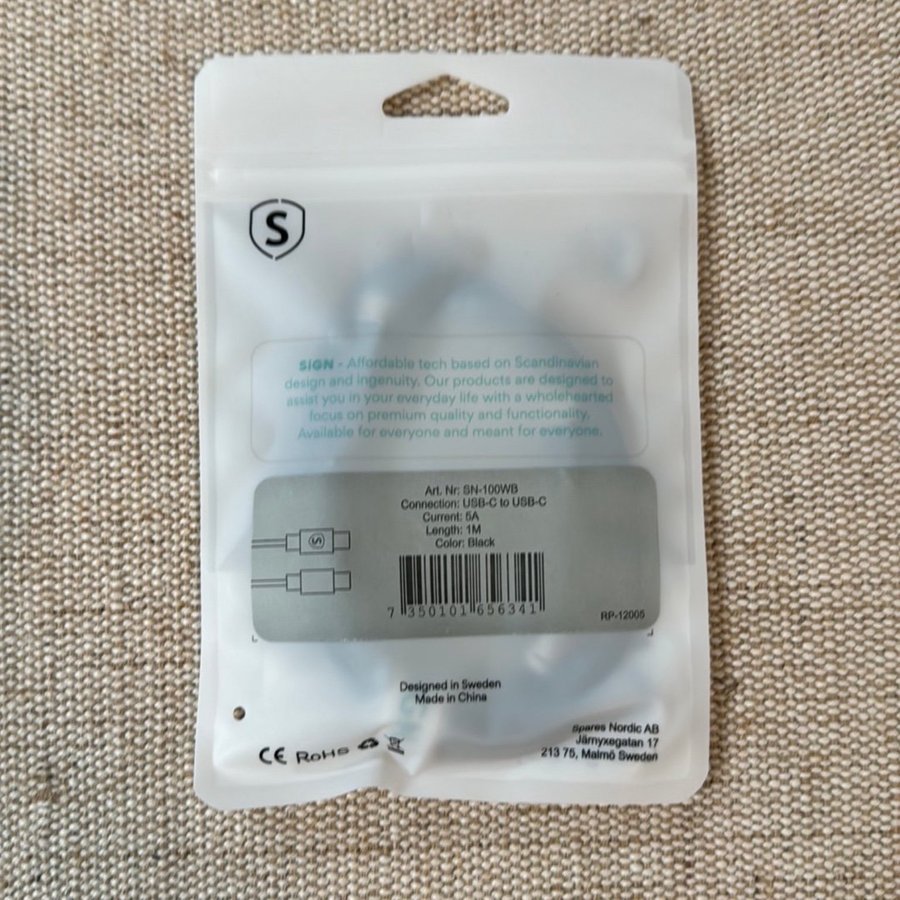 S
SiGN - Affordable tech based on Scandinavian
design and ingenuity. Our products are designed to
assist you in your everyday life with a wholehearted
focus on premium quality and functionality.
Available for everyone and meant for everyone.
Art. Nr: SN-100WB
Connection: USB-C to USB-C
Current: 5A
Length: 1M
Color: Black
S
7 350101 656341
RP-12005
Designed in Sweden
Made in China
CE RoHS
Spares Nordic AB
Järnyxegatan 17
213 75, Malmö Sweden